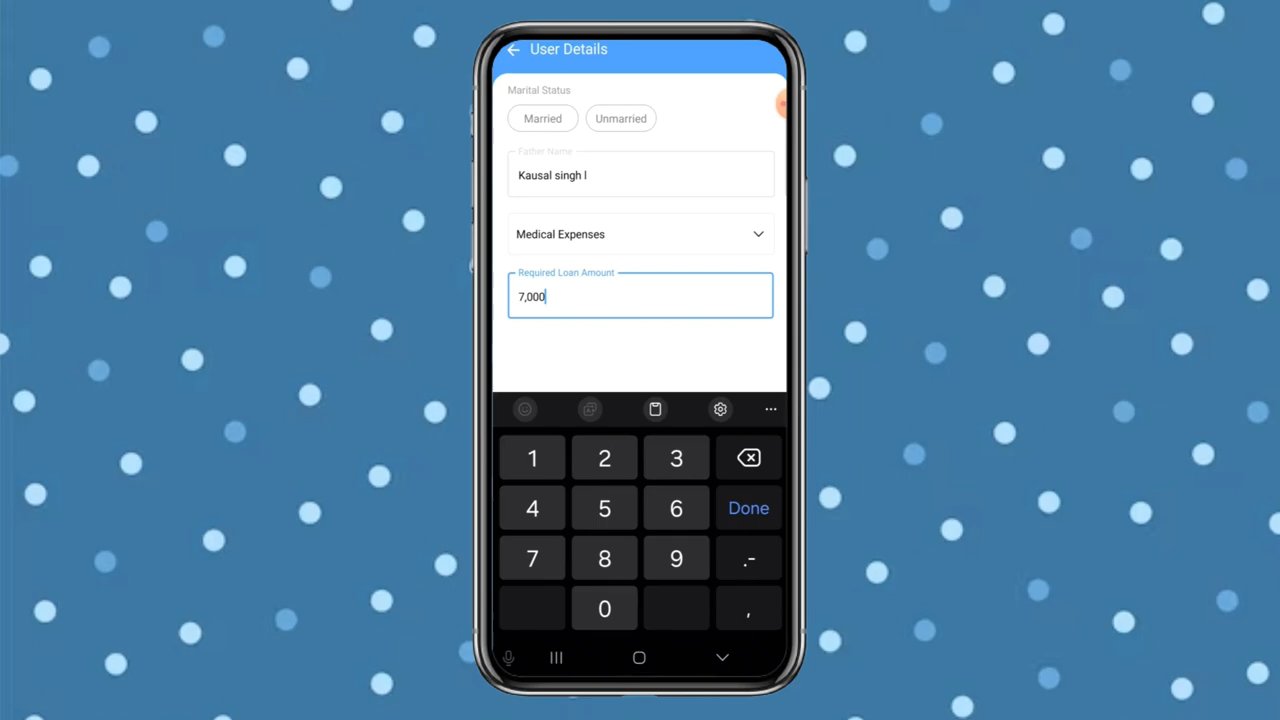 User Details
Marital Status
Married
Unmarried
Father Name
Kausal singh l
Medical Expenses
Required Loan Amount
7,000
1 2 3
4 5 6 Done
7 8 9 .-
0 ,